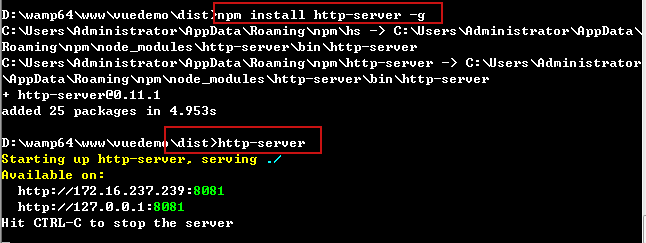 D:\wamp64\www\vuedemo\dist>npm install http-server -g
C:\Users\Administrator\AppData\Roaming\npm\hs -> C:\Users\Administrator\AppData\
Roaming\npm\node_modules\http-server\bin\http-server
C:\Users\Administrator\AppData\Roaming\npm\http-server -> C:\Users\Administrator
\AppData\Roaming\npm\node_modules\http-server\bin\http-server
+ http-server@0.11.1
added 25 packages in 4.953s
D:\wamp64\www\vuedemo\dist>http-server
Starting up http-server, serving ./
Available on:
http://172.16.237.239:8081
http://127.0.0.1:8081
Hit CTRL-C to stop the server